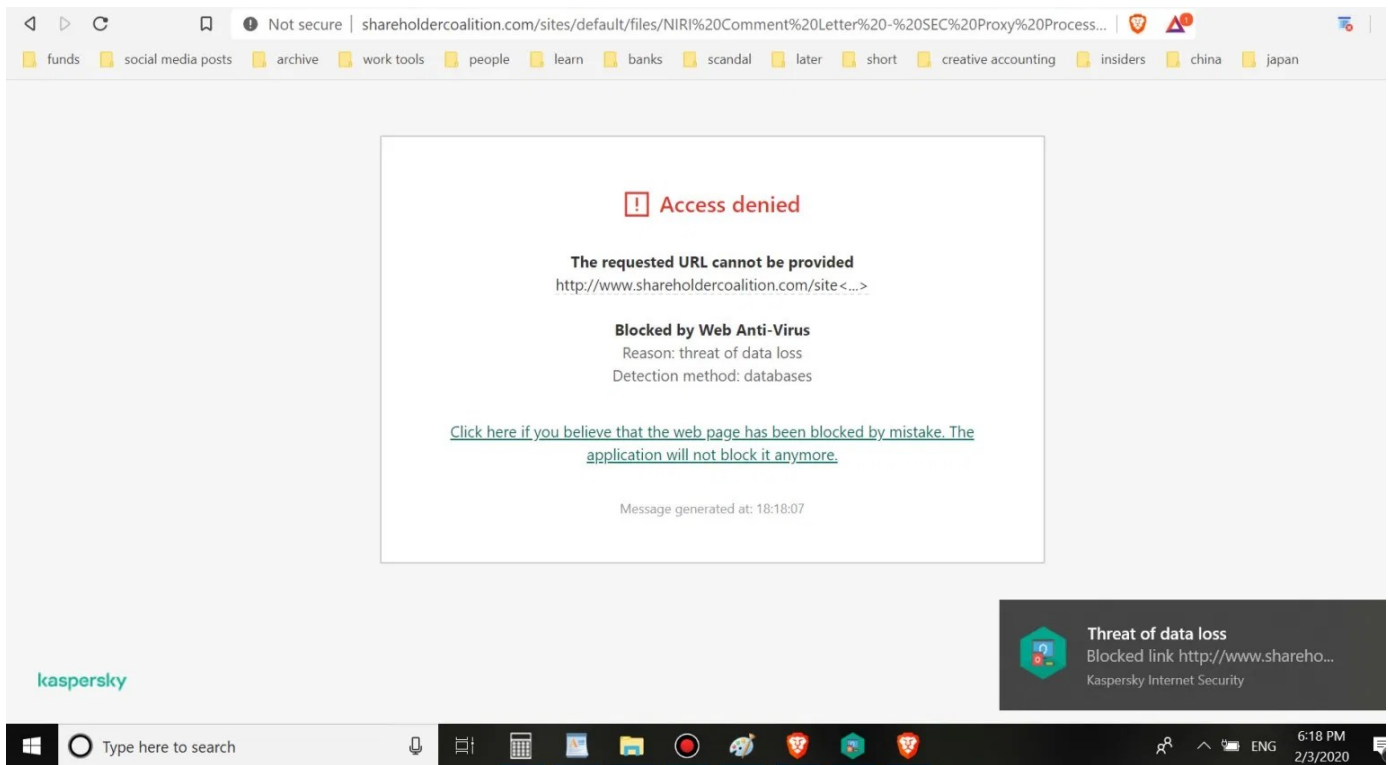 Not secure | shareholdercoalition.com/sites/default/files/NIRI%20Comment%20Letter%20-%20SEC%20Proxy%20Process...
1
funds social media posts archive work tools people learn banks scandal later short creative accounting insiders china japan
! Access denied
The requested URL cannot be provided
http://www.shareholdercoalition.com/site<...>
Blocked by Web Anti-Virus
Reason: threat of data loss
Detection method: databases
Click here if you believe that the web page has been blocked by mistake. The
application will not block it anymore.
Message generated at: 18:18:07
Threat of data loss
Blocked link http://www.shareho...
Kaspersky Internet Security
kaspersky
Type here to search
ENG
6:18 PM
2/3/2020